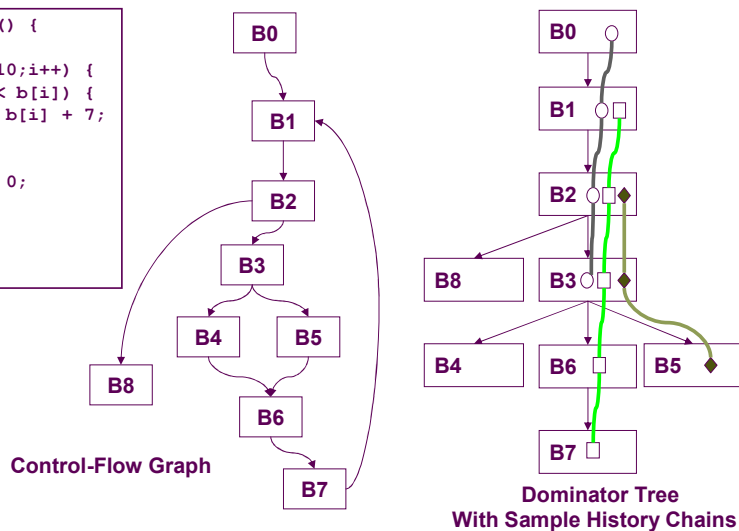 () {
10;i++) {
< b[i]) {
b[i] + 7;
0;
B0
B1
B2
B3
B4
B5
B8
B6
B7
Control-Flow Graph
B0
B1
B2
B8
B3
B4
B6
B5
B7
Dominator Tree
With Sample History Chains